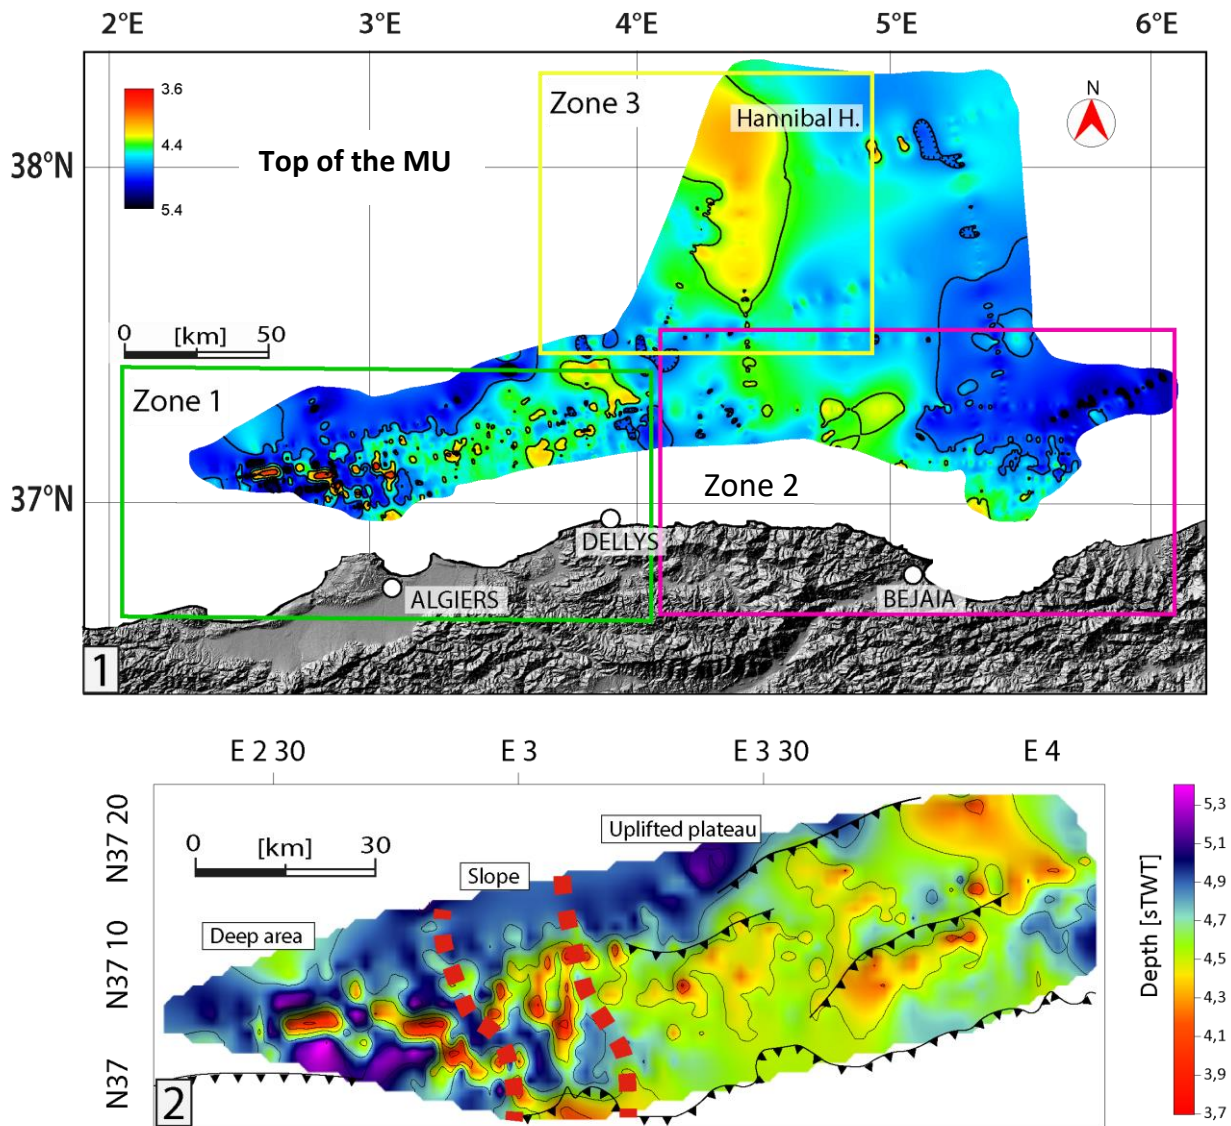 2°E 3°E 4°E 5°E 6°E
3.6
4.4
5.4
Top of the MU
Zone 3
Hannibal H.
N
38°N
0 [km] 50
Zone 1
37°N
Zone 2
DELLYS
ALGIERS
BEJAIA
1
E 2 30 E 3 E 3 30 E 4
N37 20
N37 10
N37
0 [km] 30
Uplifted plateau
Slope
Deep area
2
Depth [sTWT]
5,3
5,1
4,9
4,7
4,5
4,3
4,1
3,9
3,7